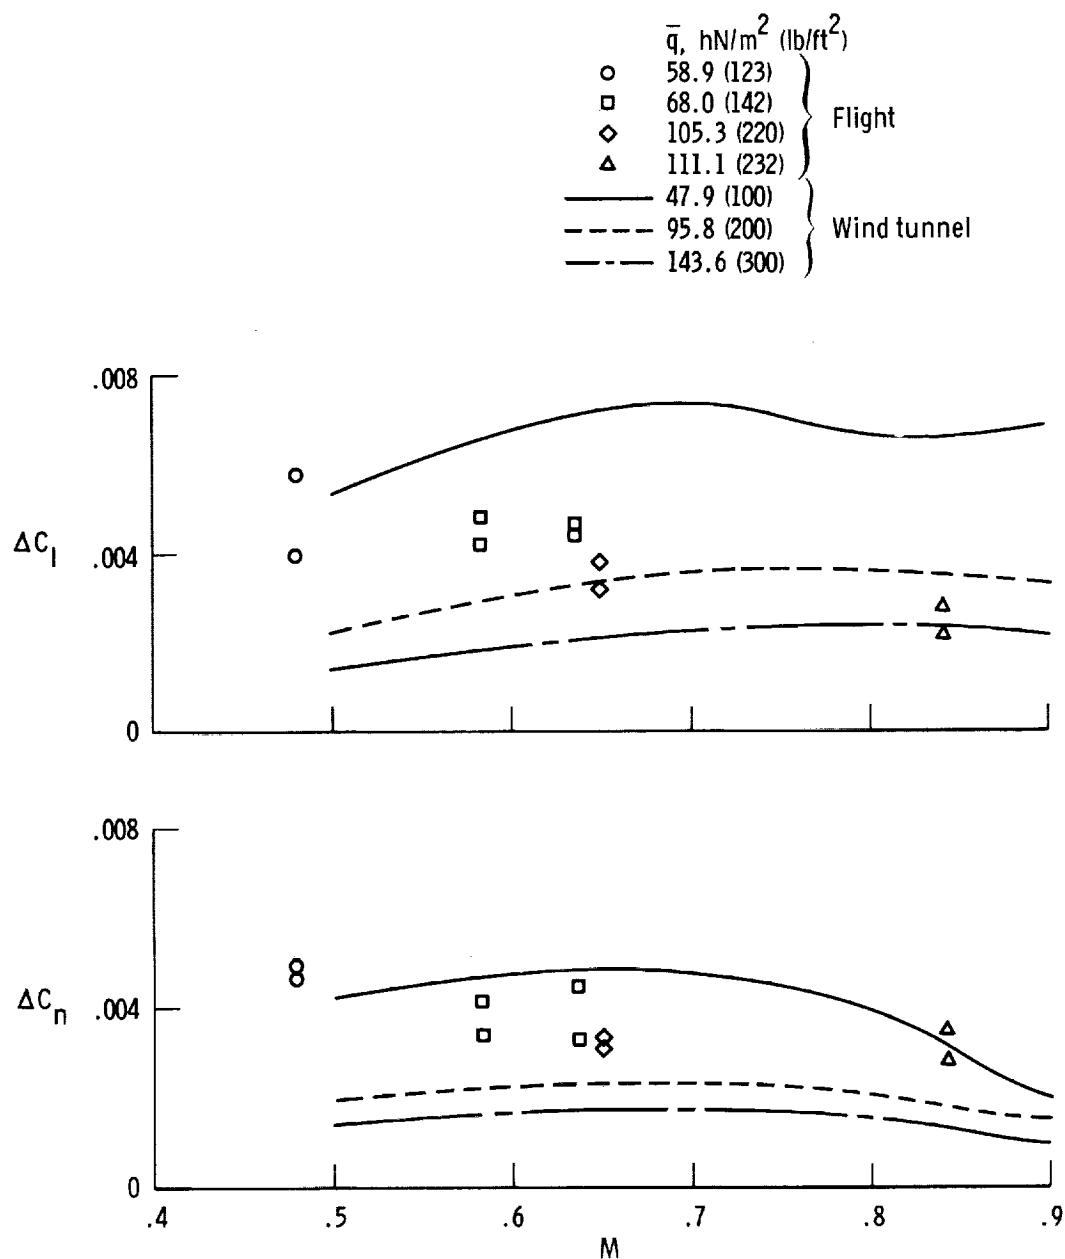 q̅, hN/m² (lb/ft²)
58.9 (123)
68.0 (142)
105.3 (220)
111.1 (232)
Flight
47.9 (100)
95.8 (200)
143.6 (300)
Wind tunnel
.008
ΔCl
.004
0
.008
ΔCn
.004
0
.4 .5 .6 .7 .8 .9
M